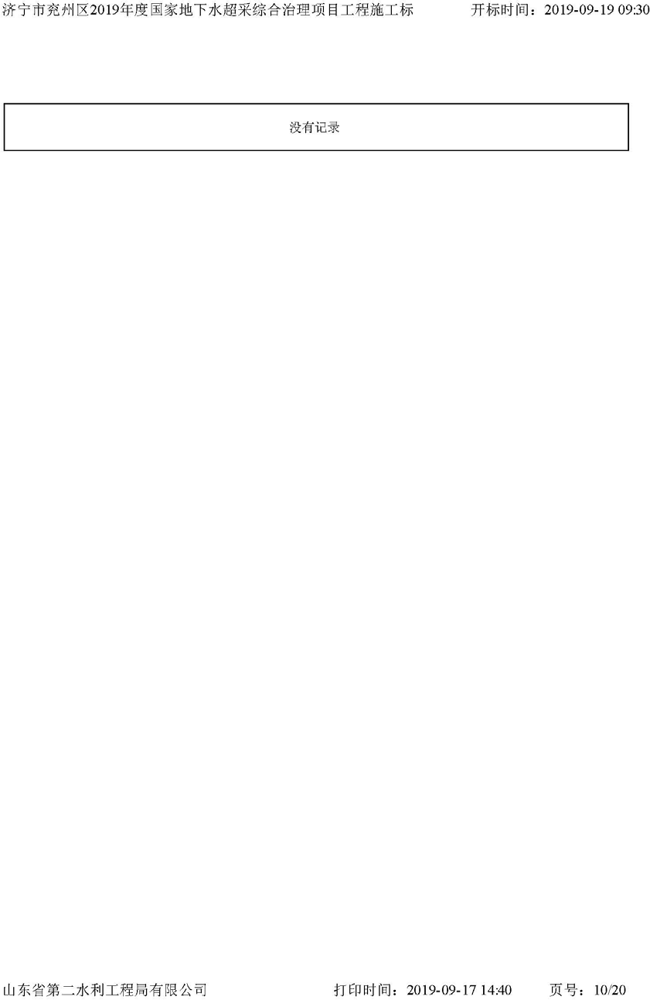 济宁市兖州区2019年度国家地下水超采综合治理项目工程施工标 开标时间：2019-09-19 09:30
没有记录
山东省第二水利工程局有限公司 打印时间：2019-09-17 14:40 页号：10/20